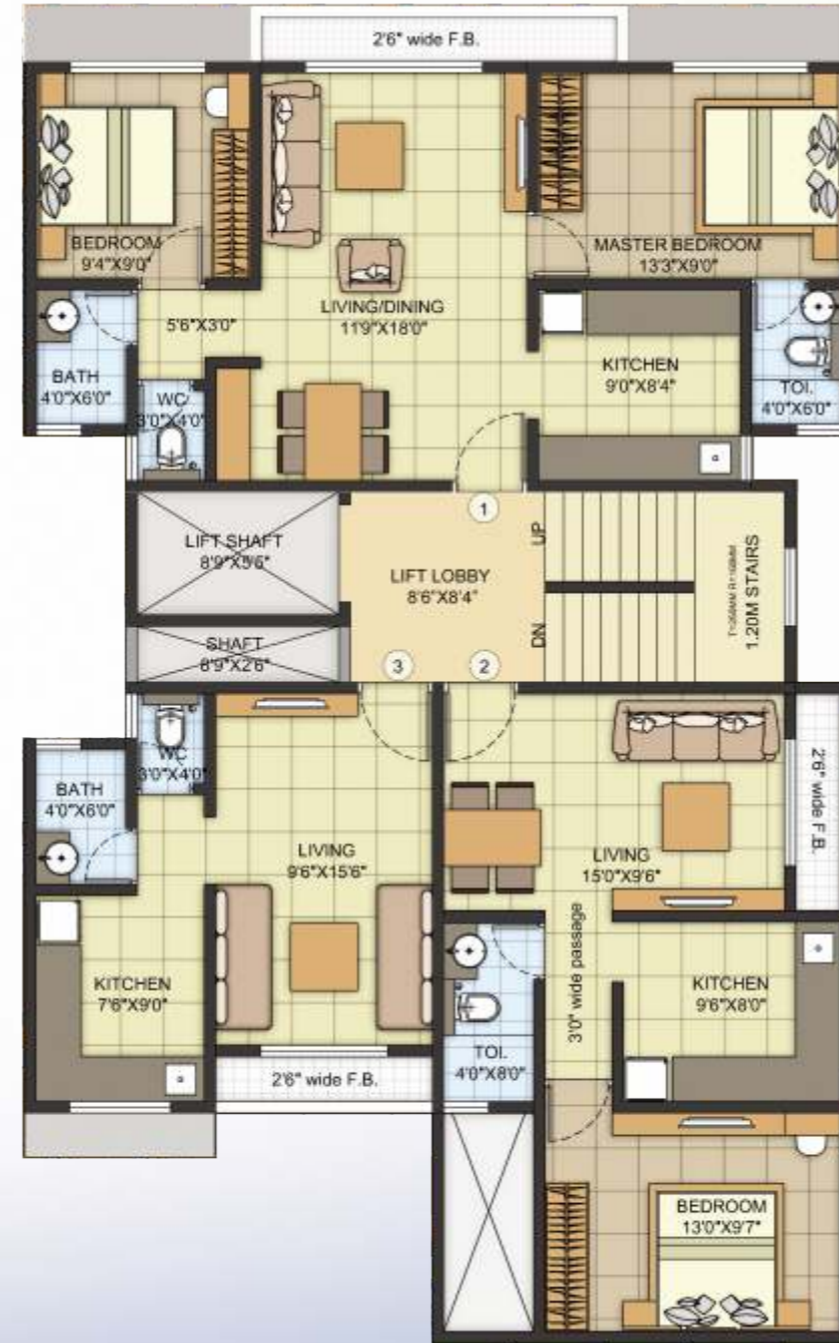 2'6" wide F.B.
BEDROOM
9'4"X9'0"
LIVING/DINING
11'9"X18'0"
MASTER BEDROOM
13'3"X9'0"
5'6"X3'0"
BATH
4'0"X6'0"
WC
3'0"X4'0"
KITCHEN
9'0"X8'4"
TOI.
4'0"X6'0"
1
LIFT SHAFT
8'9"X5'6"
LIFT LOBBY
8'6"X8'4"
UP
DN
1.20M STAIRS
SHAFT
8'9"X2'6"
3
2
WC
3'0"X4'0"
BATH
4'0"X6'0"
LIVING
9'6"X15'6"
LIVING
15'0"X9'6"
2'6" wide F.B.
3'0" wide passage
KITCHEN
7'6"X9'0"
KITCHEN
9'6"X8'0"
TOI.
4'0"X8'0"
2'6" wide F.B.
BEDROOM
13'0"X9'7"